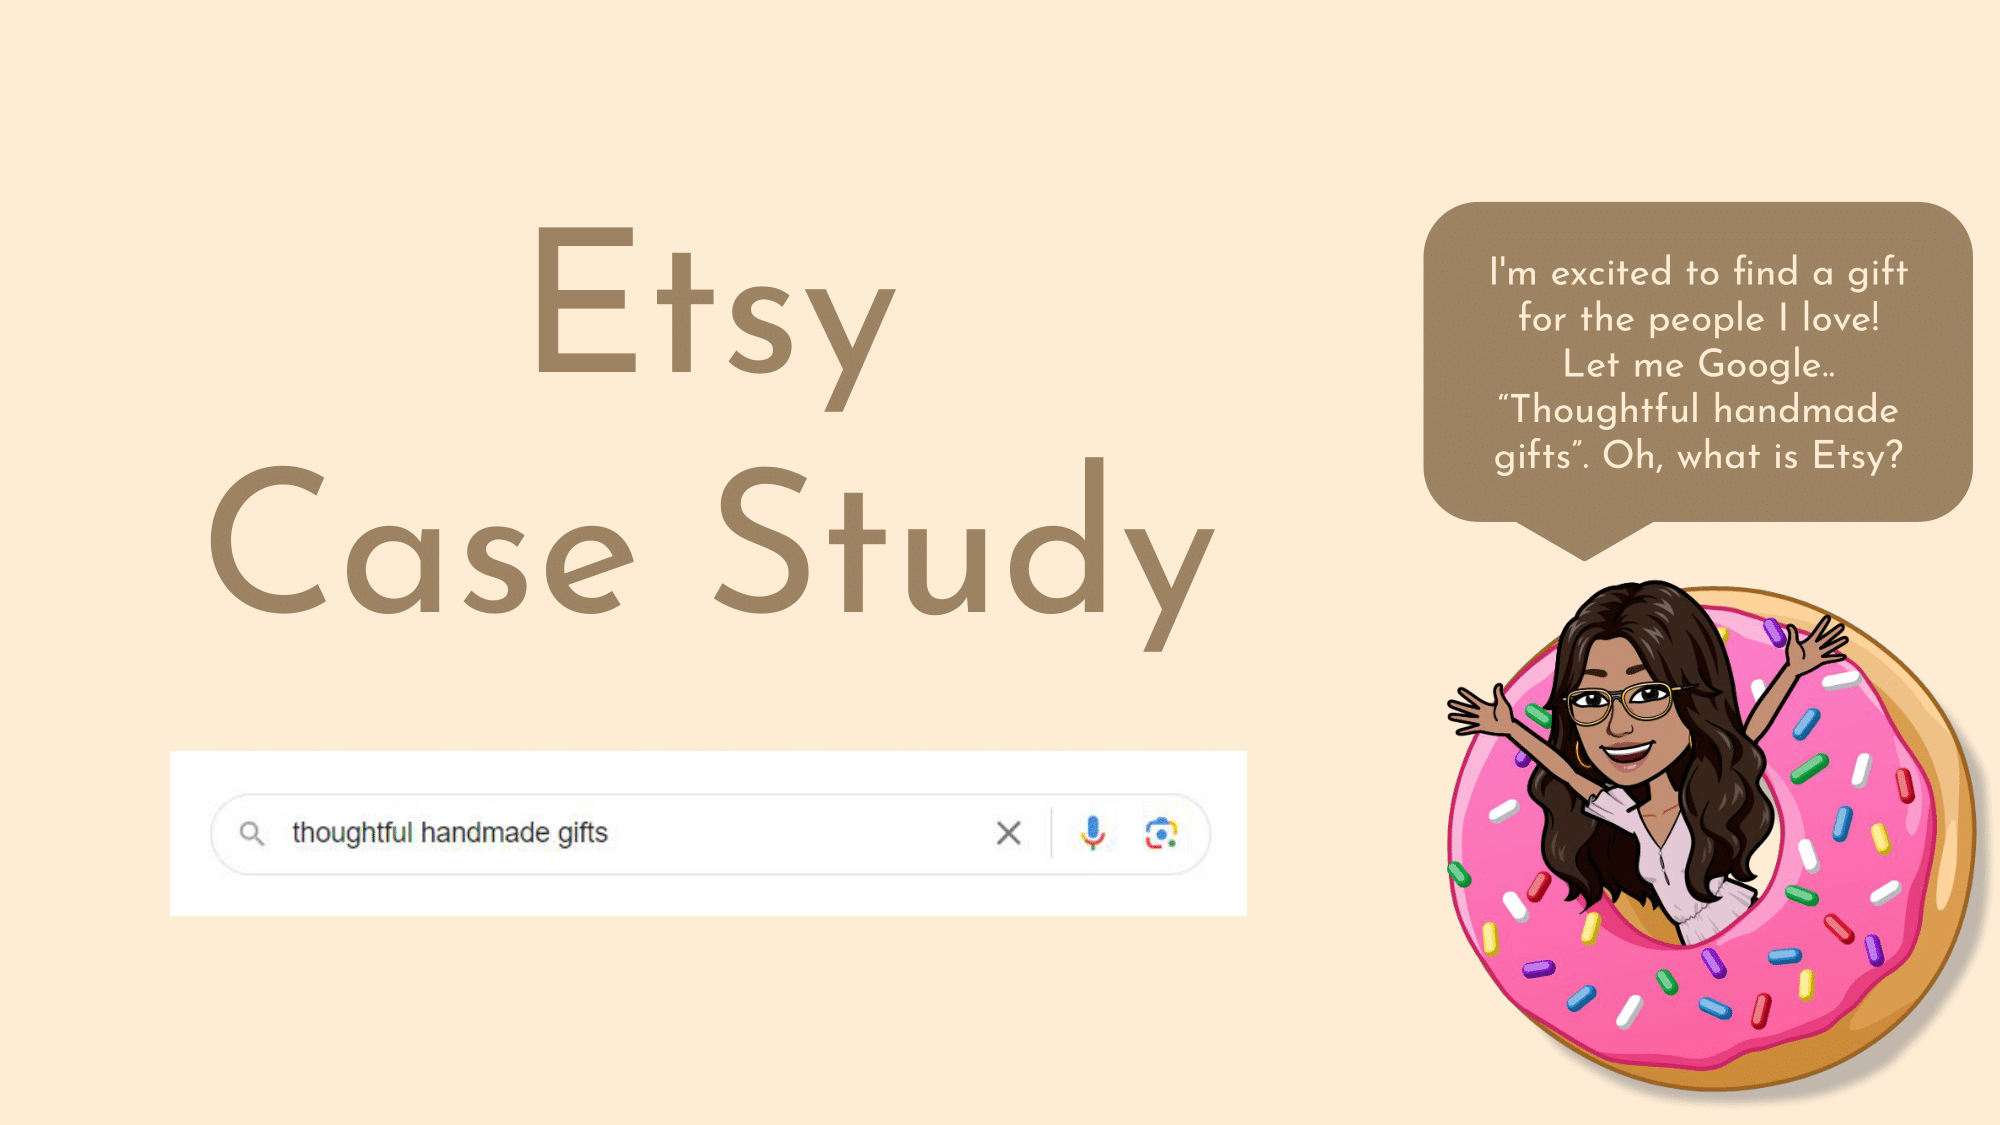 Etsy
Case Study
thoughtful handmade gifts
I'm excited to find a gift
for the people I love!
Let me Google..
“Thoughtful handmade
gifts”. Oh, what is Etsy?